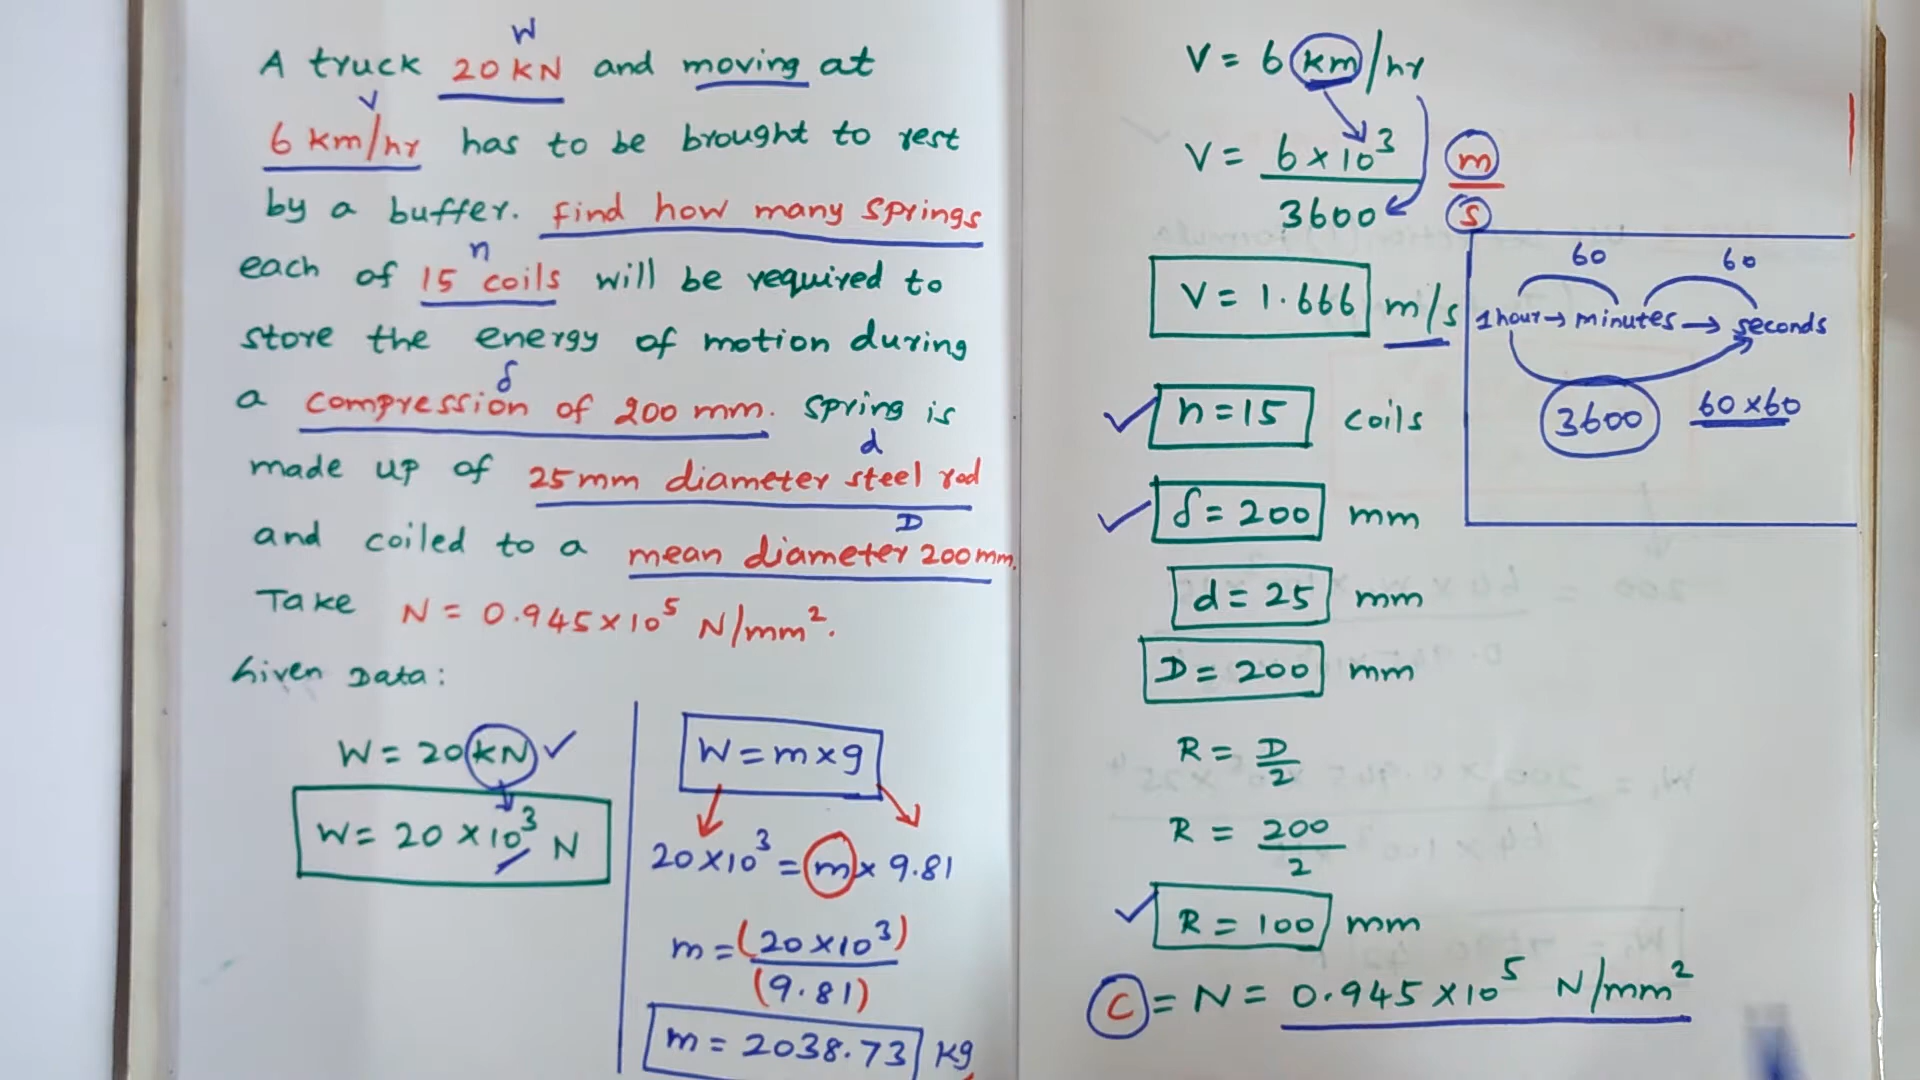 W
A truck 20 KN and moving at
V
6 km/hr has to be brought to rest
by a buffer. find how many springs
n
each of 15 coils will be required to
store the energy of motion during
δ
a compression of 200 mm. spring is
d
made up of 25mm diameter steel rod
D
and coiled to a mean diameter 200mm.
Take N = 0.945 × 10⁵ N/mm².
Given Data:
W = 20 KN ✓
W = 20 × 10³ N
W = m × g
20 × 10³ = m × 9.81
m = (20 × 10³)
(9.81)
m = 2038.73 kg
V = 6 km/hr
V = 6 × 10³ m
3600 s
V = 1.666 m/s
60 60
1 hour → minutes → seconds
3600 60 × 60
✓ n = 15 coils
✓ δ = 200 mm
d = 25 mm
D = 200 mm
R = D
2
R = 200
2
✓ R = 100 mm
C = N = 0.945 × 10⁵ N/mm²